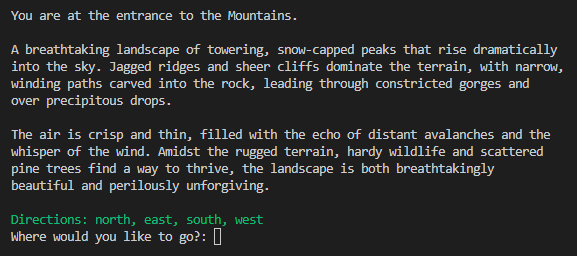 You are at the entrance to the Mountains.
A breathtaking landscape of towering, snow-capped peaks that rise dramatically
into the sky. Jagged ridges and sheer cliffs dominate the terrain, with narrow,
winding paths carved into the rock, leading through constricted gorges and
over precipitous drops.
The air is crisp and thin, filled with the echo of distant avalanches and the
whisper of the wind. Amidst the rugged terrain, hardy wildlife and scattered
pine trees find a way to thrive, the landscape is both breathtakingly
beautiful and perilously unforgiving.
Directions: north, east, south, west
Where would you like to go?: